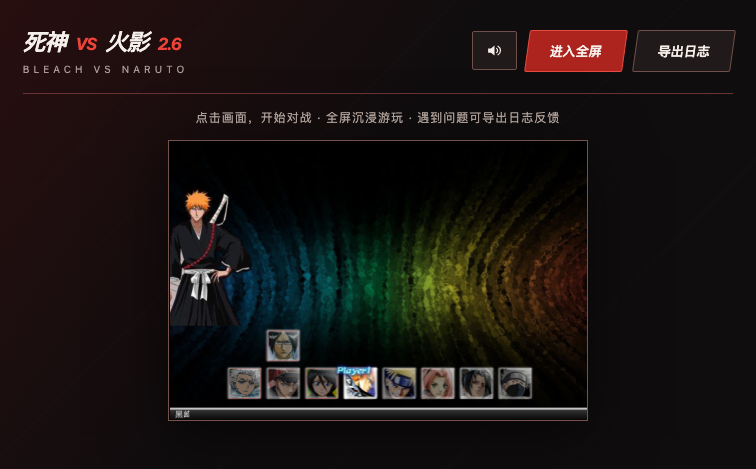 死神 VS 火影 2.6
BLEACH VS NARUTO
进入全屏
导出日志
点击画面，开始对战 · 全屏沉浸游玩 · 遇到问题可导出日志反馈
Player1